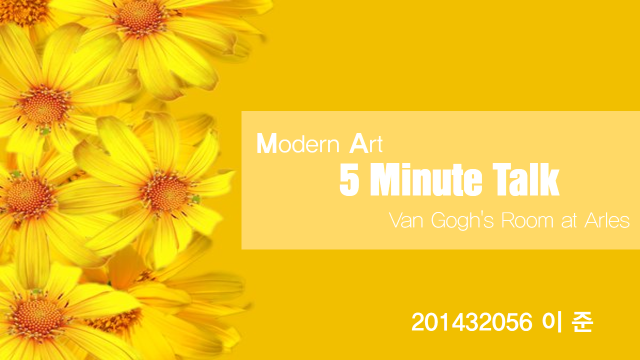 Modern Art
5 Minute Talk
Van Gogh's Room at Arles
201432056 이 준